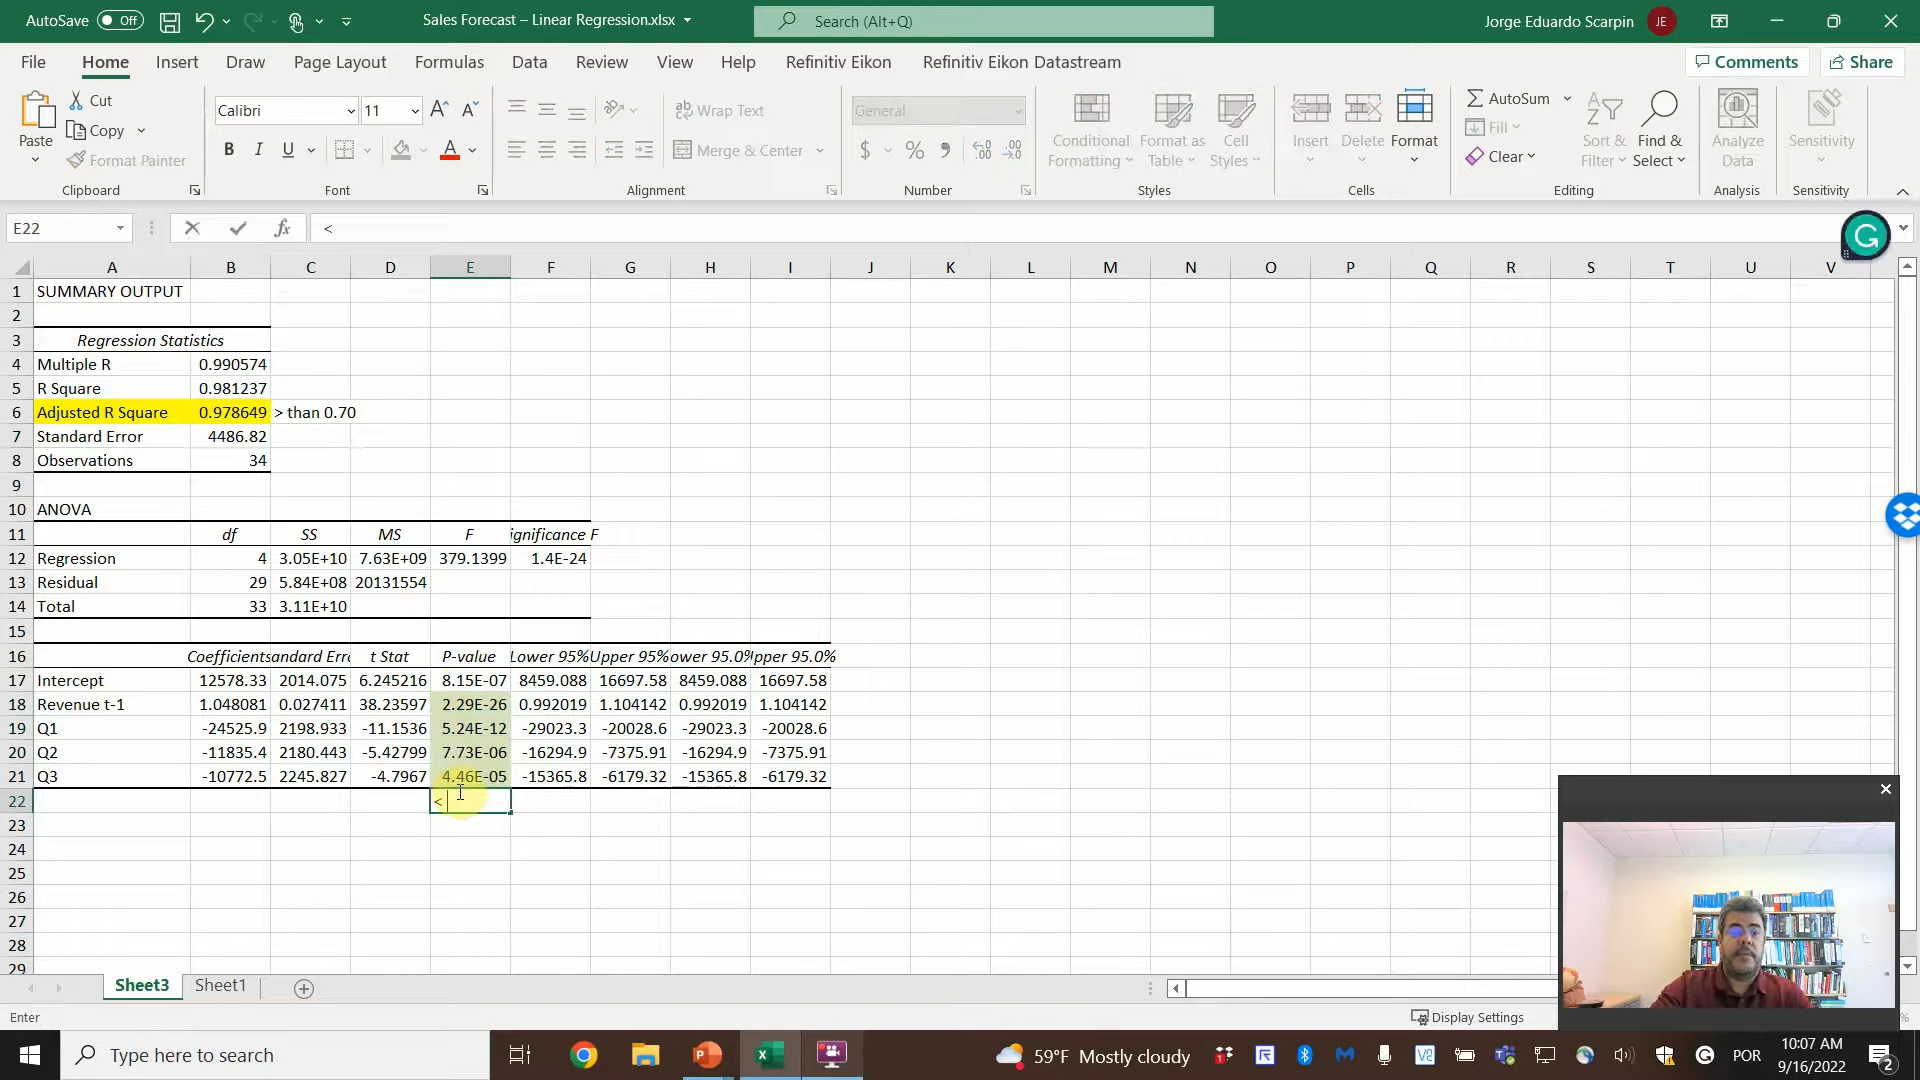 AutoSave Off Sales Forecast – Linear Regression.xlsx Search (Alt+Q) Jorge Eduardo Scarpin JE
File Home Insert Draw Page Layout Formulas Data Review View Help Refinitiv Eikon Refinitiv Eikon Datastream Comments Share
Paste Cut Copy Format Painter Clipboard
Calibri 11 B I U A Font
Wrap Text Merge & Center Alignment
General $ % Number
Conditional Formatting Format as Table Cell Styles Styles
Insert Delete Format Cells
AutoSum Fill Clear Sort & Filter Find & Select Editing
Analyze Data Analysis
Sensitivity Sensitivity
E22 fx <
A B C D E F G H I J K L M N O P Q R S T U V
1 SUMMARY OUTPUT
2
3 Regression Statistics
4 Multiple R 0.990574
5 R Square 0.981237
6 Adjusted R Square 0.978649 > than 0.70
7 Standard Error 4486.82
8 Observations 34
9
10 ANOVA
11 df SS MS F ignificance F
12 Regression 4 3.05E+10 7.63E+09 379.1399 1.4E-24
13 Residual 29 5.84E+08 20131554
14 Total 33 3.11E+10
15
16 Coefficients andard Erro t Stat P-value Lower 95% Upper 95% ower 95.0% pper 95.0%
17 Intercept 12578.33 2014.075 6.245216 8.15E-07 8459.088 16697.58 8459.088 16697.58
18 Revenue t-1 1.048081 0.027411 38.23597 2.29E-26 0.992019 1.104142 0.992019 1.104142
19 Q1 -24525.9 2198.933 -11.1536 5.24E-12 -29023.3 -20028.6 -29023.3 -20028.6
20 Q2 -11835.4 2180.443 -5.42799 7.73E-06 -16294.9 -7375.91 -16294.9 -7375.91
21 Q3 -10772.5 2245.827 -4.7967 4.46E-05 -15365.8 -6179.32 -15365.8 -6179.32
22 <
23
24
25
26
27
28
29
Sheet3 Sheet1
Enter Display Settings
Type here to search 59°F Mostly cloudy POR 10:07 AM
9/16/2022 2